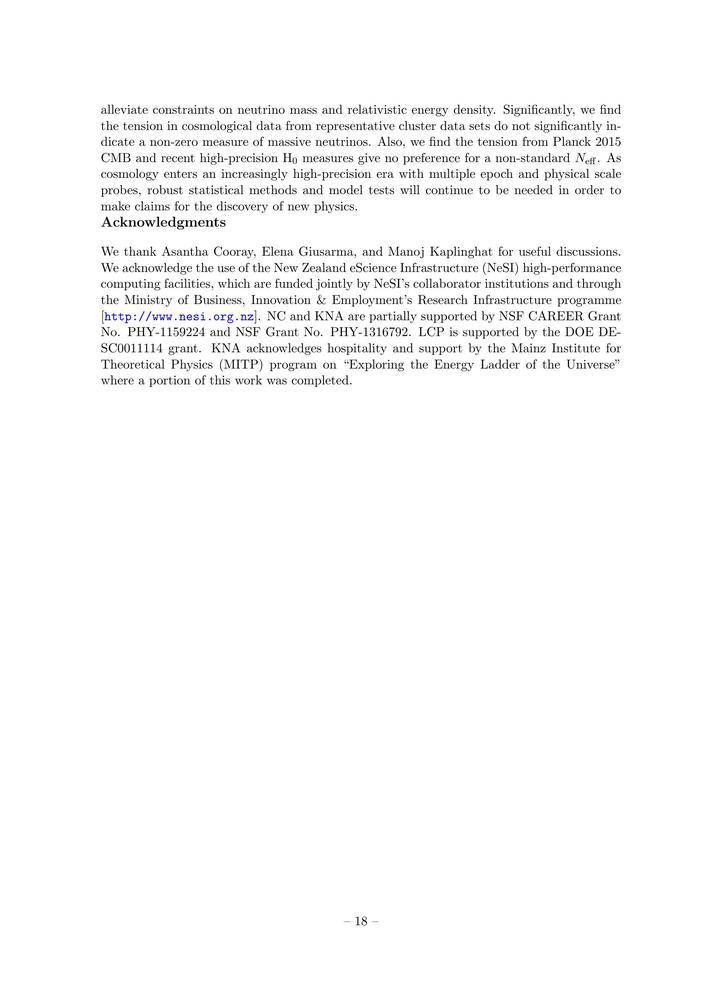 alleviate constraints on neutrino mass and relativistic energy density. Significantly, we find
the tension in cosmological data from representative cluster data sets do not significantly in-
dicate a non-zero measure of massive neutrinos. Also, we find the tension from Planck 2015
CMB and recent high-precision H₀ measures give no preference for a non-standard N_eff. As
cosmology enters an increasingly high-precision era with multiple epoch and physical scale
probes, robust statistical methods and model tests will continue to be needed in order to
make claims for the discovery of new physics.
Acknowledgments
We thank Asantha Cooray, Elena Giusarma, and Manoj Kaplinghat for useful discussions.
We acknowledge the use of the New Zealand eScience Infrastructure (NeSI) high-performance
computing facilities, which are funded jointly by NeSI's collaborator institutions and through
the Ministry of Business, Innovation & Employment's Research Infrastructure programme
[http://www.nesi.org.nz]. NC and KNA are partially supported by NSF CAREER Grant
No. PHY-1159224 and NSF Grant No. PHY-1316792. LCP is supported by the DOE DE-
SC0011114 grant. KNA acknowledges hospitality and support by the Mainz Institute for
Theoretical Physics (MITP) program on “Exploring the Energy Ladder of the Universe”
where a portion of this work was completed.
– 18 –